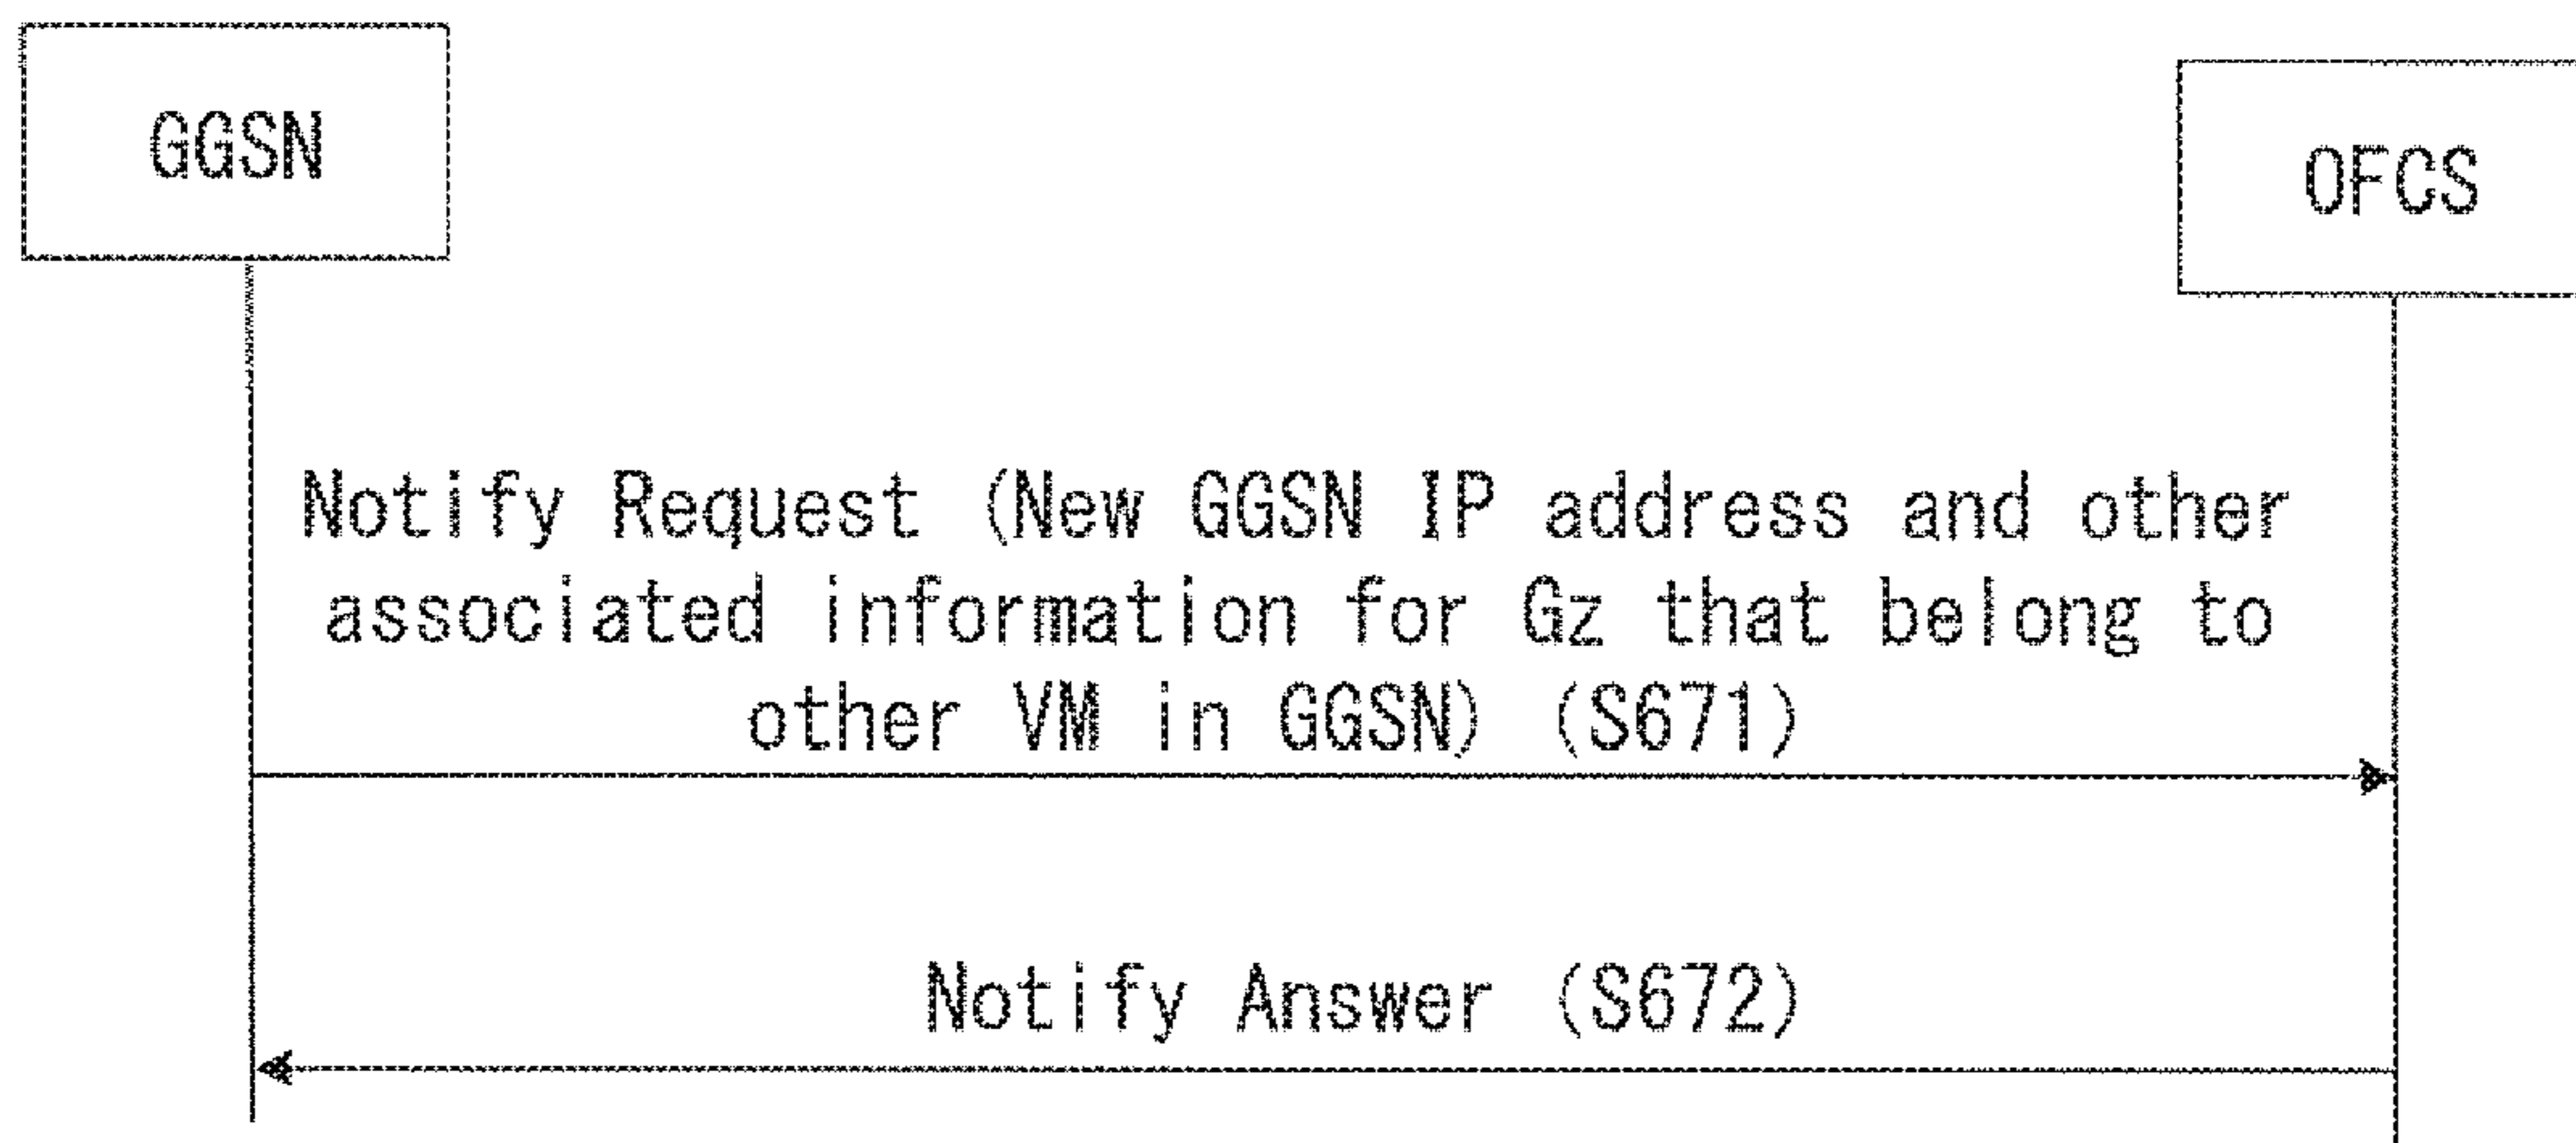 GGSN
OFCS
Notify Request (New GGSN IP address and other
associated information for Gz that belong to
other VM in GGSN) (S671)
Notify Answer (S672)